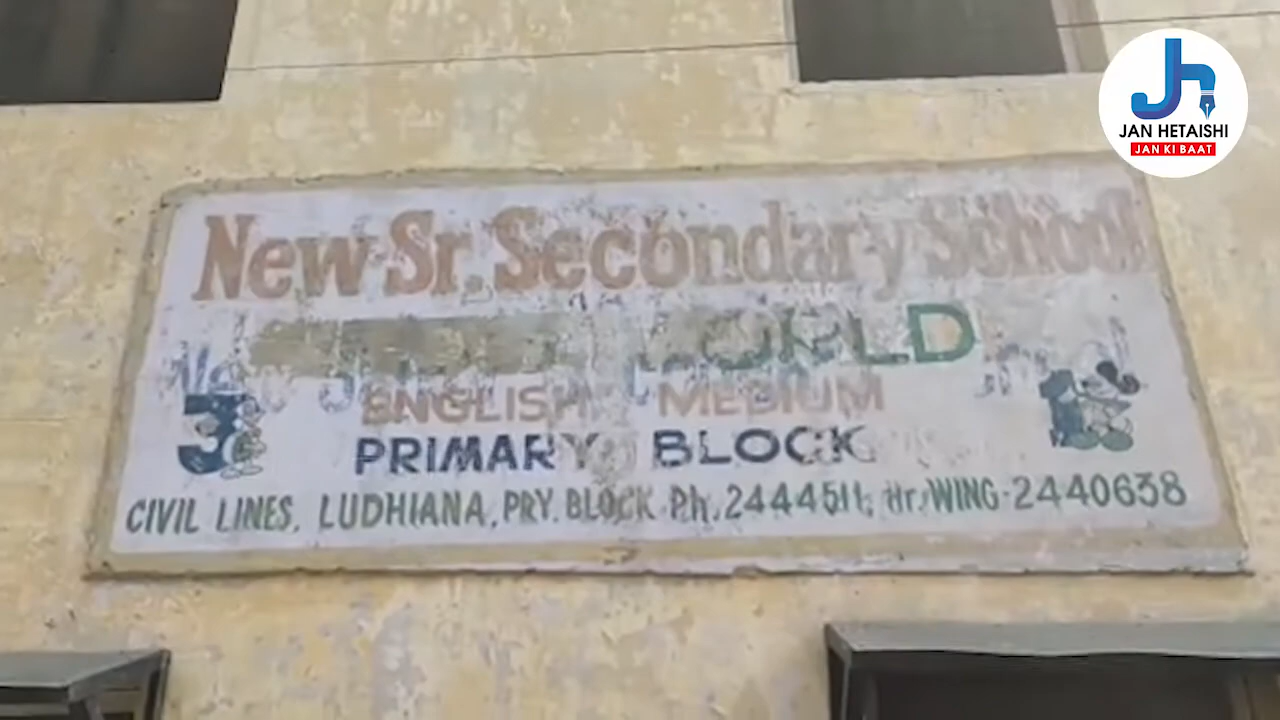 JAN HETAISHI
JAN KI BAAT
New Sr. Secondary School
WORLD
ENGLISH MEDIUM
3
PRIMARY BLOCK
CIVIL LINES, LUDHIANA, PRY. BLOCK Ph. 2444511, Hr. WING-2440638